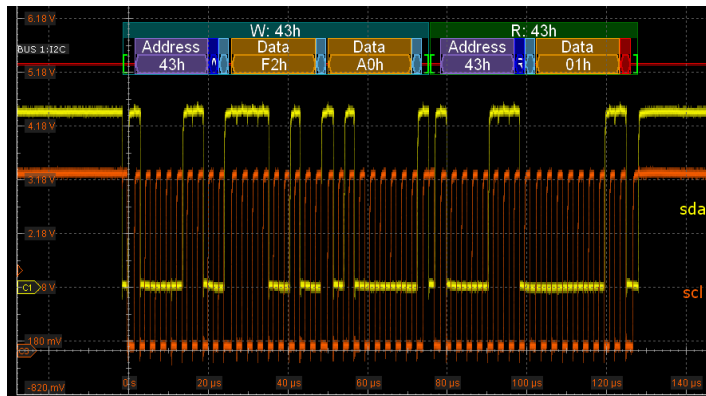 6.18 V
W: 43h R: 43h
BUS 1:I2C
Address Data Data Address Data
43h W F2h A0h 43h R 01h
5.18 V
4.18 V
3.18 V
sda
2.18 V
C1 8 V
scl
180 mV
-820 mV
0 s 20 µs 40 µs 60 µs 80 µs 100 µs 120 µs 140 µs